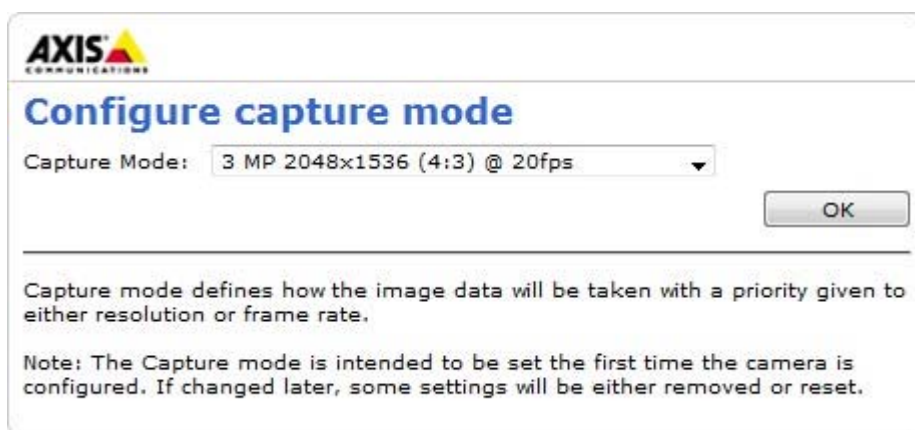 AXIS
COMMUNICATIONS
Configure capture mode
Capture Mode: 3 MP 2048x1536 (4:3) @ 20fps
OK
Capture mode defines how the image data will be taken with a priority given to
either resolution or frame rate.
Note: The Capture mode is intended to be set the first time the camera is
configured. If changed later, some settings will be either removed or reset.